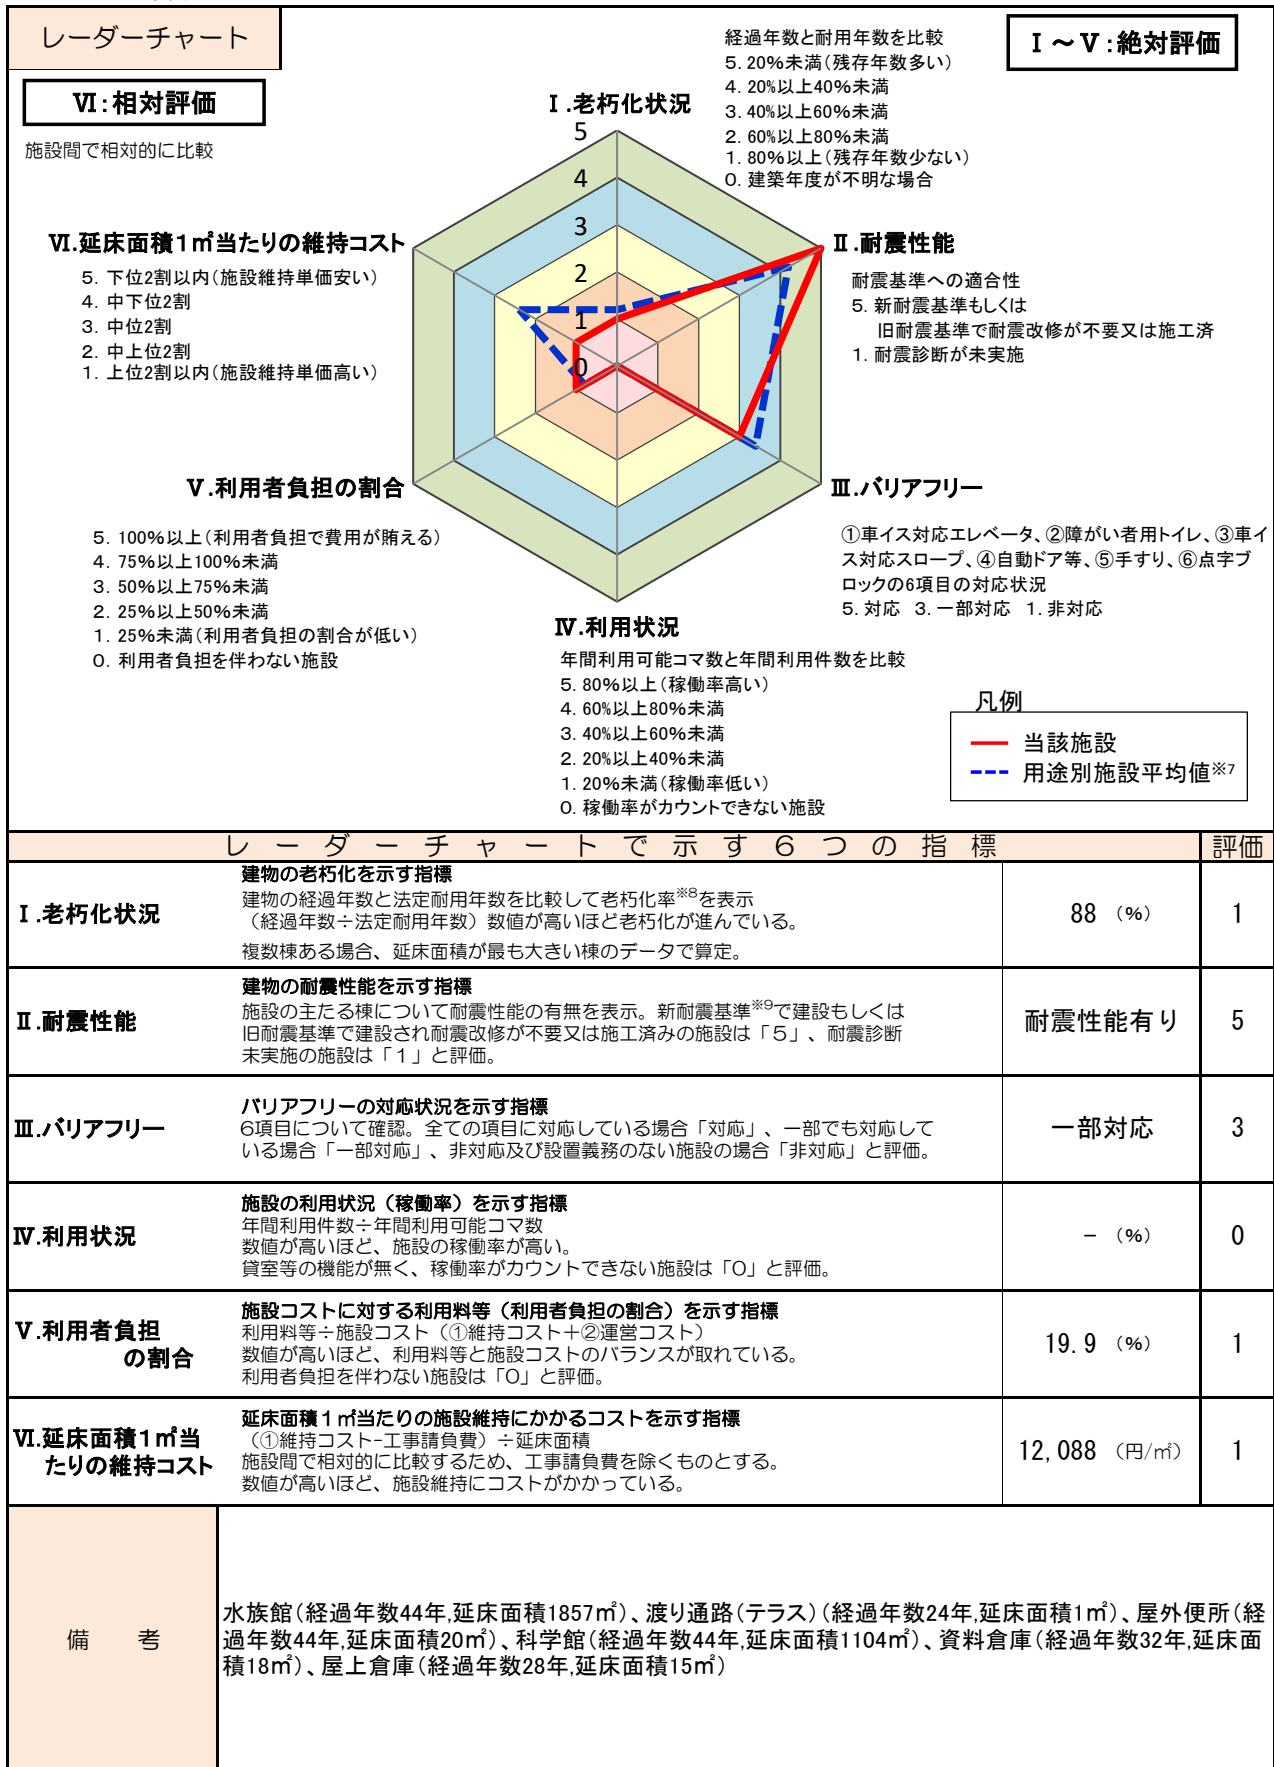 レーダーチャート
Ⅰ～Ⅴ:絶対評価
Ⅵ:相対評価
施設間で相対的に比較
経過年数と耐用年数を比較
5. 20%未満(残存年数多い)
4. 20%以上40%未満
3. 40%以上60%未満
2. 60%以上80%未満
1. 80%以上(残存年数少ない)
0. 建築年度が不明な場合
Ⅰ.老朽化状況
5
4
3
2
1
0
Ⅱ.耐震性能
耐震基準への適合性
5. 新耐震基準もしくは
旧耐震基準で耐震改修が不要又は施工済
1. 耐震診断が未実施
Ⅵ.延床面積1㎡当たりの維持コスト
5. 下位2割以内(施設維持単価安い)
4. 中下位2割
3. 中位2割
2. 中上位2割
1. 上位2割以内(施設維持単価高い)
Ⅴ.利用者負担の割合
5. 100%以上(利用者負担で費用が賄える)
4. 75%以上100%未満
3. 50%以上75%未満
2. 25%以上50%未満
1. 25%未満(利用者負担の割合が低い)
0. 利用者負担を伴わない施設
Ⅲ.バリアフリー
①車イス対応エレベータ、②障がい者用トイレ、③車イ
ス対応スロープ、④自動ドア等、⑤手すり、⑥点字ブ
ロックの6項目の対応状況
5. 対応 3. 一部対応 1. 非対応
Ⅳ.利用状況
年間利用可能コマ数と年間利用件数を比較
5. 80%以上(稼働率高い)
4. 60%以上80%未満
3. 40%以上60%未満
2. 20%以上40%未満
1. 20%未満(稼働率低い)
0. 稼働率がカウントできない施設
凡例
当該施設
用途別施設平均値※7
レーダーチャートで示す6つの指標 評価
Ⅰ.老朽化状況
建物の老朽化を示す指標
建物の経過年数と法定耐用年数を比較して老朽化率※8を表示
(経過年数÷法定耐用年数)数値が高いほど老朽化が進んでいる。
複数棟ある場合、延床面積が最も大きい棟のデータで算定。
88 (%) 1
Ⅱ.耐震性能
建物の耐震性能を示す指標
施設の主たる棟について耐震性能の有無を表示。新耐震基準※9で建設もしくは
旧耐震基準で建設され耐震改修が不要又は施工済みの施設は「5」、耐震診断
未実施の施設は「1」と評価。
耐震性能有り 5
Ⅲ.バリアフリー
バリアフリーの対応状況を示す指標
6項目について確認。全ての項目に対応している場合「対応」、一部でも対応して
いる場合「一部対応」、非対応及び設置義務のない施設の場合「非対応」と評価。
一部対応 3
Ⅳ.利用状況
施設の利用状況(稼働率)を示す指標
年間利用件数÷年間利用可能コマ数
数値が高いほど、施設の稼働率が高い。
貸室等の機能が無く、稼働率がカウントできない施設は「0」と評価。
- (%) 0
Ⅴ.利用者負担
の割合
施設コストに対する利用料等(利用者負担の割合)を示す指標
利用料等÷施設コスト(①維持コスト+②運営コスト)
数値が高いほど、利用料等と施設コストのバランスが取れている。
利用者負担を伴わない施設は「0」と評価。
19.9 (%) 1
Ⅵ.延床面積1㎡当
たりの維持コスト
延床面積1㎡当たりの施設維持にかかるコストを示す指標
(①維持コスト-工事請負費)÷延床面積
施設間で相対的に比較するため、工事請負費を除くものとする。
数値が高いほど、施設維持にコストがかかっている。
12,088 (円/㎡) 1
備 考
水族館(経過年数44年,延床面積1857㎡)、渡り通路(テラス)(経過年数24年,延床面積1㎡)、屋外便所(経
過年数44年,延床面積20㎡)、科学館(経過年数44年,延床面積1104㎡)、資料倉庫(経過年数32年,延床面
積18㎡)、屋上倉庫(経過年数28年,延床面積15㎡)